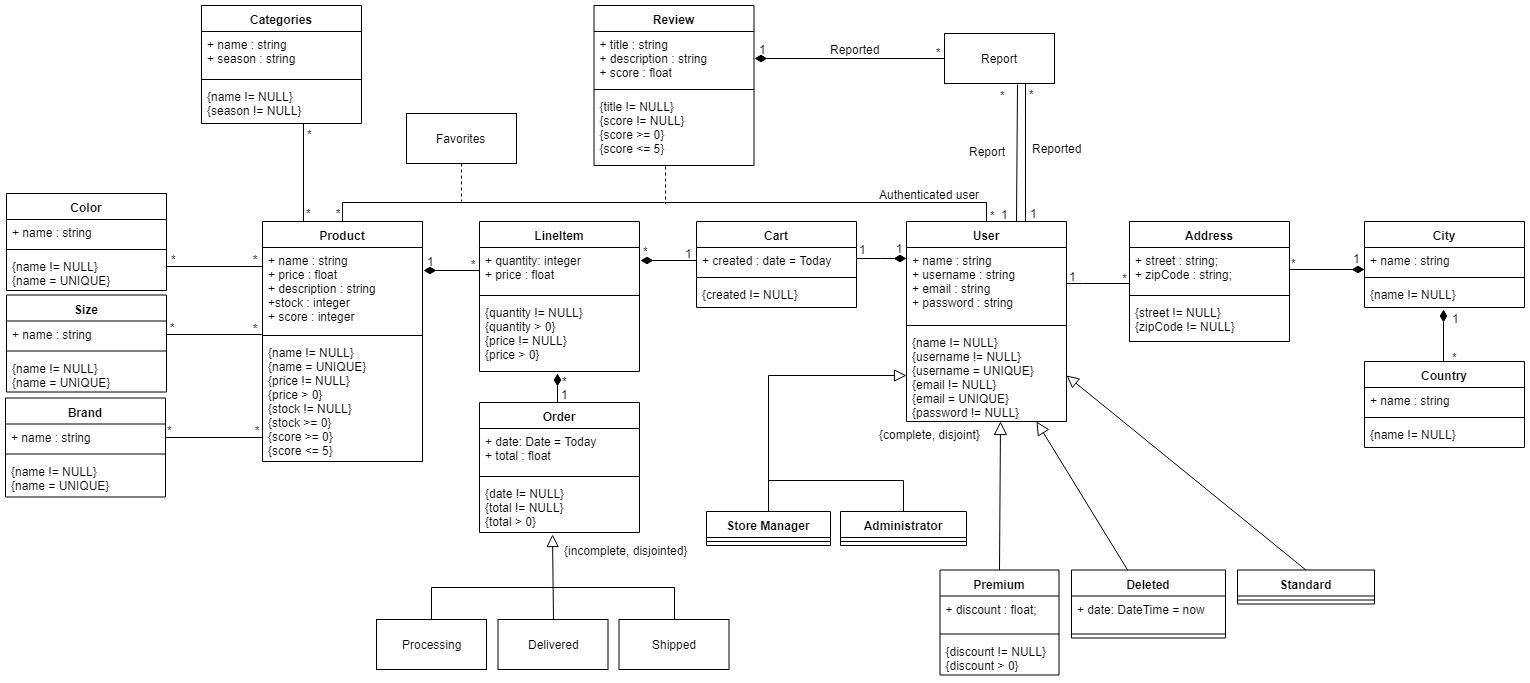 Categories
+ name : string
+ season : string
{name != NULL}
{season != NULL}
*
*
Favorites
Review
+ title : string
+ description : string
+ score : float
{title != NULL}
{score != NULL}
{score >= 0}
{score <= 5}
1
Reported
*
Report
*
*
Report
Reported
1
1
Authenticated user
*
*
Color
+ name : string
{name != NULL}
{name = UNIQUE}
*
*
Size
+ name : string
{name != NULL}
{name = UNIQUE}
*
*
Brand
+ name : string
{name != NULL}
{name = UNIQUE}
*
*
Product
+ name : string
+ price : float
+ description : string
+stock : integer
+ score : integer
{name != NULL}
{name = UNIQUE}
{price != NULL}
{price > 0}
{stock != NULL}
{stock >= 0}
{score >= 0}
{score <= 5}
1
*
LineItem
+ quantity: integer
+ price : float
{quantity != NULL}
{quantity > 0}
{price != NULL}
{price > 0}
*
1
*
1
Cart
+ created : date = Today
{created != NULL}
1
1
User
+ name : string
+ username : string
+ email : string
+ password : string
{name != NULL}
{username != NULL}
{username = UNIQUE}
{email != NULL}
{email = UNIQUE}
{password != NULL}
{complete, disjoint}
1
*
Address
+ street : string;
+ zipCode : string;
{street != NULL}
{zipCode != NULL}
*
1
City
+ name : string
{name != NULL}
1
*
Country
+ name : string
{name != NULL}
Order
+ date: Date = Today
+ total : float
{date != NULL}
{total != NULL}
{total > 0}
{incomplete, disjointed}
Processing
Delivered
Shipped
Store Manager
Administrator
Premium
+ discount : float;
{discount != NULL}
{discount > 0}
Deleted
+ date: DateTime = now
Standard